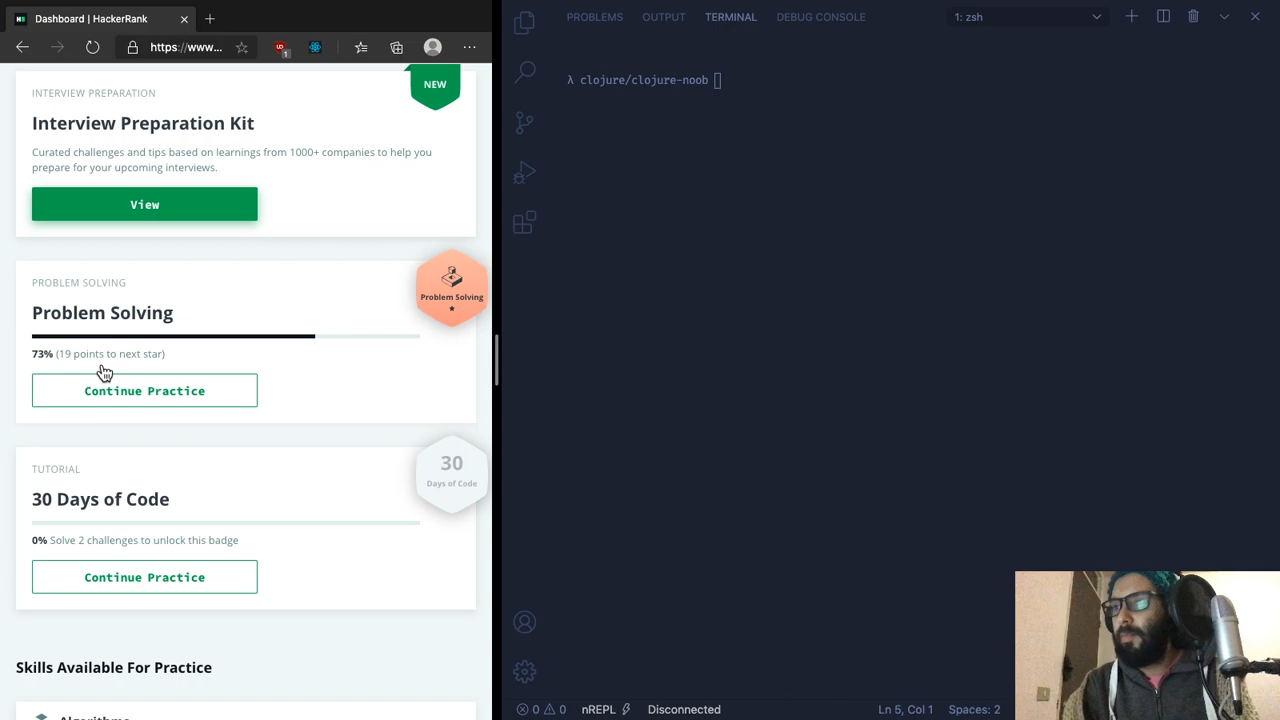 Dashboard | HackerRank
https://www...
1
NEW
INTERVIEW PREPARATION
Interview Preparation Kit
Curated challenges and tips based on learnings from 1000+ companies to help you
prepare for your upcoming interviews.
View
PROBLEM SOLVING
Problem Solving
Problem Solving
73% (19 points to next star)
Continue Practice
TUTORIAL
30
Days of Code
30 Days of Code
0% Solve 2 challenges to unlock this badge
Continue Practice
Skills Available For Practice
Algorithms
PROBLEMS OUTPUT TERMINAL DEBUG CONSOLE 1: zsh
λ clojure/clojure-noob
0 0 nREPL Disconnected Ln 5, Col 1 Spaces: 2